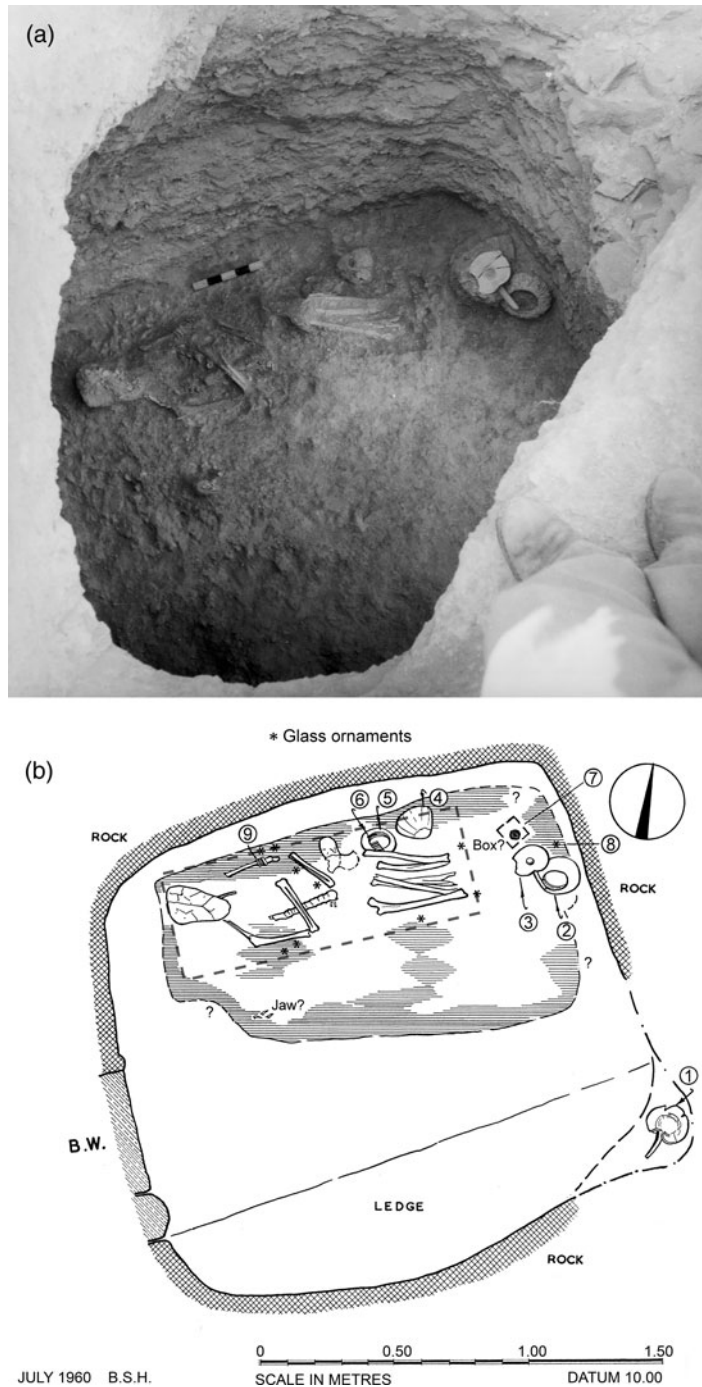 (a)
* Glass ornaments
(b)
ROCK
⑨
⑥
⑤
④
?
⑦
Box?
*
⑧
ROCK
③
②
?
?
Jaw?
①
B.W.
LEDGE
ROCK
0 0.50 1.00 1.50
JULY 1960 B.S.H. SCALE IN METRES DATUM 10.00